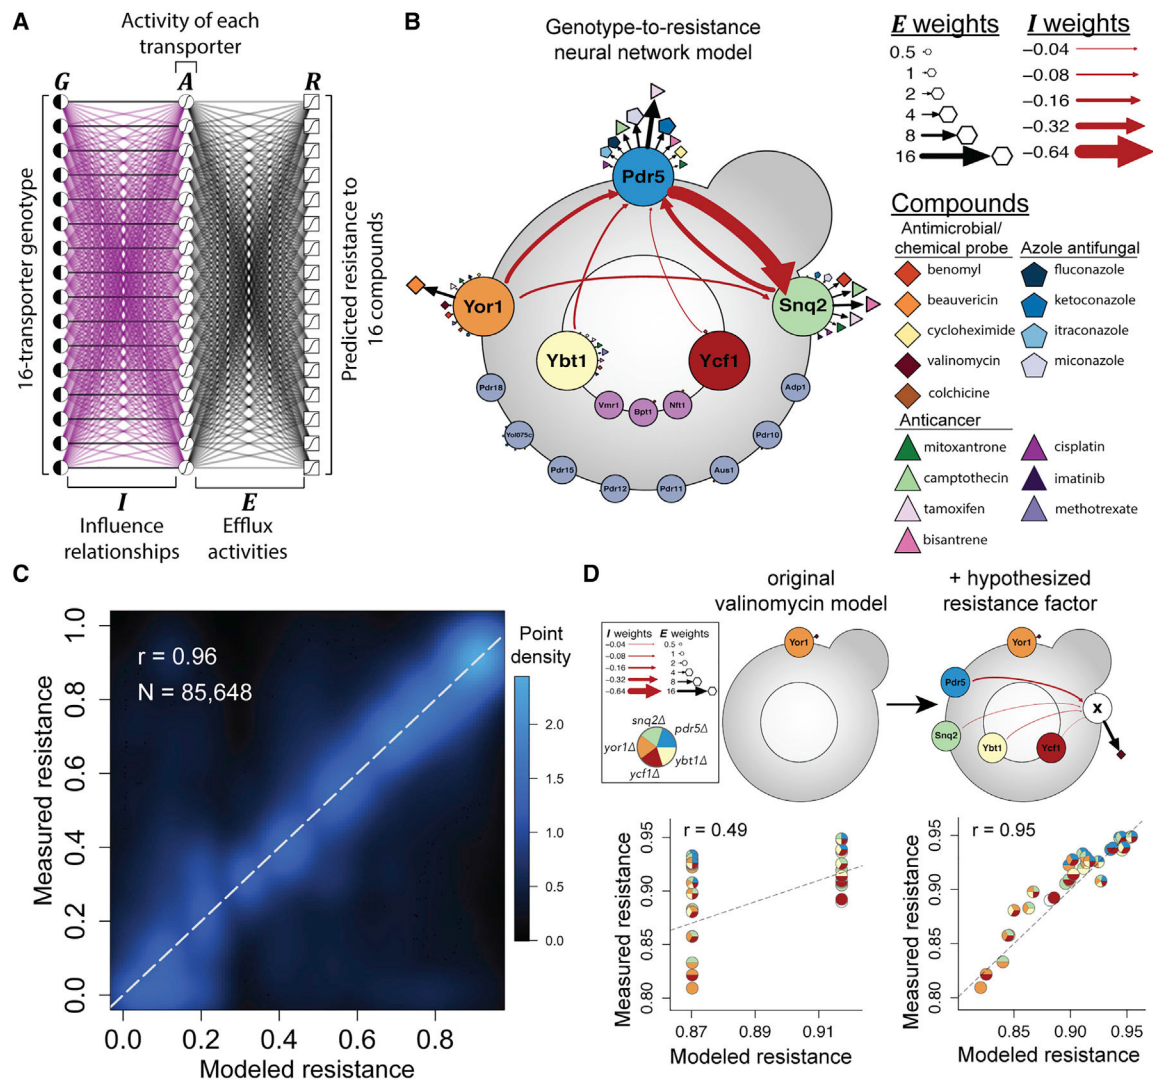 A
Activity of each
transporter
G
A
R
16-transporter genotype
Predicted resistance to
16 compounds
I
E
Influence
relationships
Efflux
activities
B
Genotype-to-resistance
neural network model
Pdr5
Yor1
Snq2
Ybt1
Ycf1
Vmr1
Bpt1
Nft1
Pdr18
Yol075c
Pdr15
Pdr12
Pdr11
Aus1
Pdr10
Adp1
E weights
0.5
1
2
4
8
16
I weights
−0.04
−0.08
−0.16
−0.32
−0.64
Compounds
Antimicrobial/
chemical probe
benomyl
beauvericin
cycloheximide
valinomycin
colchicine
Azole antifungal
fluconazole
ketoconazole
itraconazole
miconazole
Anticancer
mitoxantrone
camptothecin
tamoxifen
bisantrene
cisplatin
imatinib
methotrexate
C
r = 0.96
N = 85,648
Measured resistance
1.0
0.8
0.6
0.4
0.2
0.0
0.0 0.2 0.4 0.6 0.8
Modeled resistance
Point
density
2.0
1.5
1.0
0.5
0.0
D
original
valinomycin model
+ hypothesized
resistance factor
I weights E weights
−0.04 0.5
−0.08 1
−0.16 2
−0.32 4
−0.64 8
16
snq2Δ
pdr5Δ
yor1Δ
ybt1Δ
ycf1Δ
Yor1
Yor1
Pdr5
Snq2
Ybt1
Ycf1
X
r = 0.49
Measured resistance
0.95
0.90
0.85
0.80
0.87 0.89 0.91
Modeled resistance
r = 0.95
Measured resistance
0.95
0.90
0.85
0.80
0.85 0.90 0.95
Modeled resistance